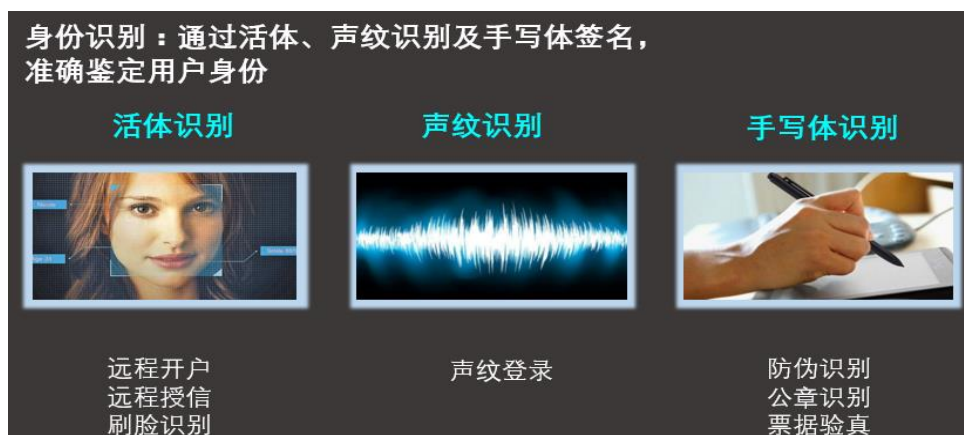 身份识别：通过活体、声纹识别及手写体签名，
准确鉴定用户身份
活体识别
声纹识别
手写体识别
远程开户
远程授信
刷脸识别
声纹登录
防伪识别
公章识别
票据验真